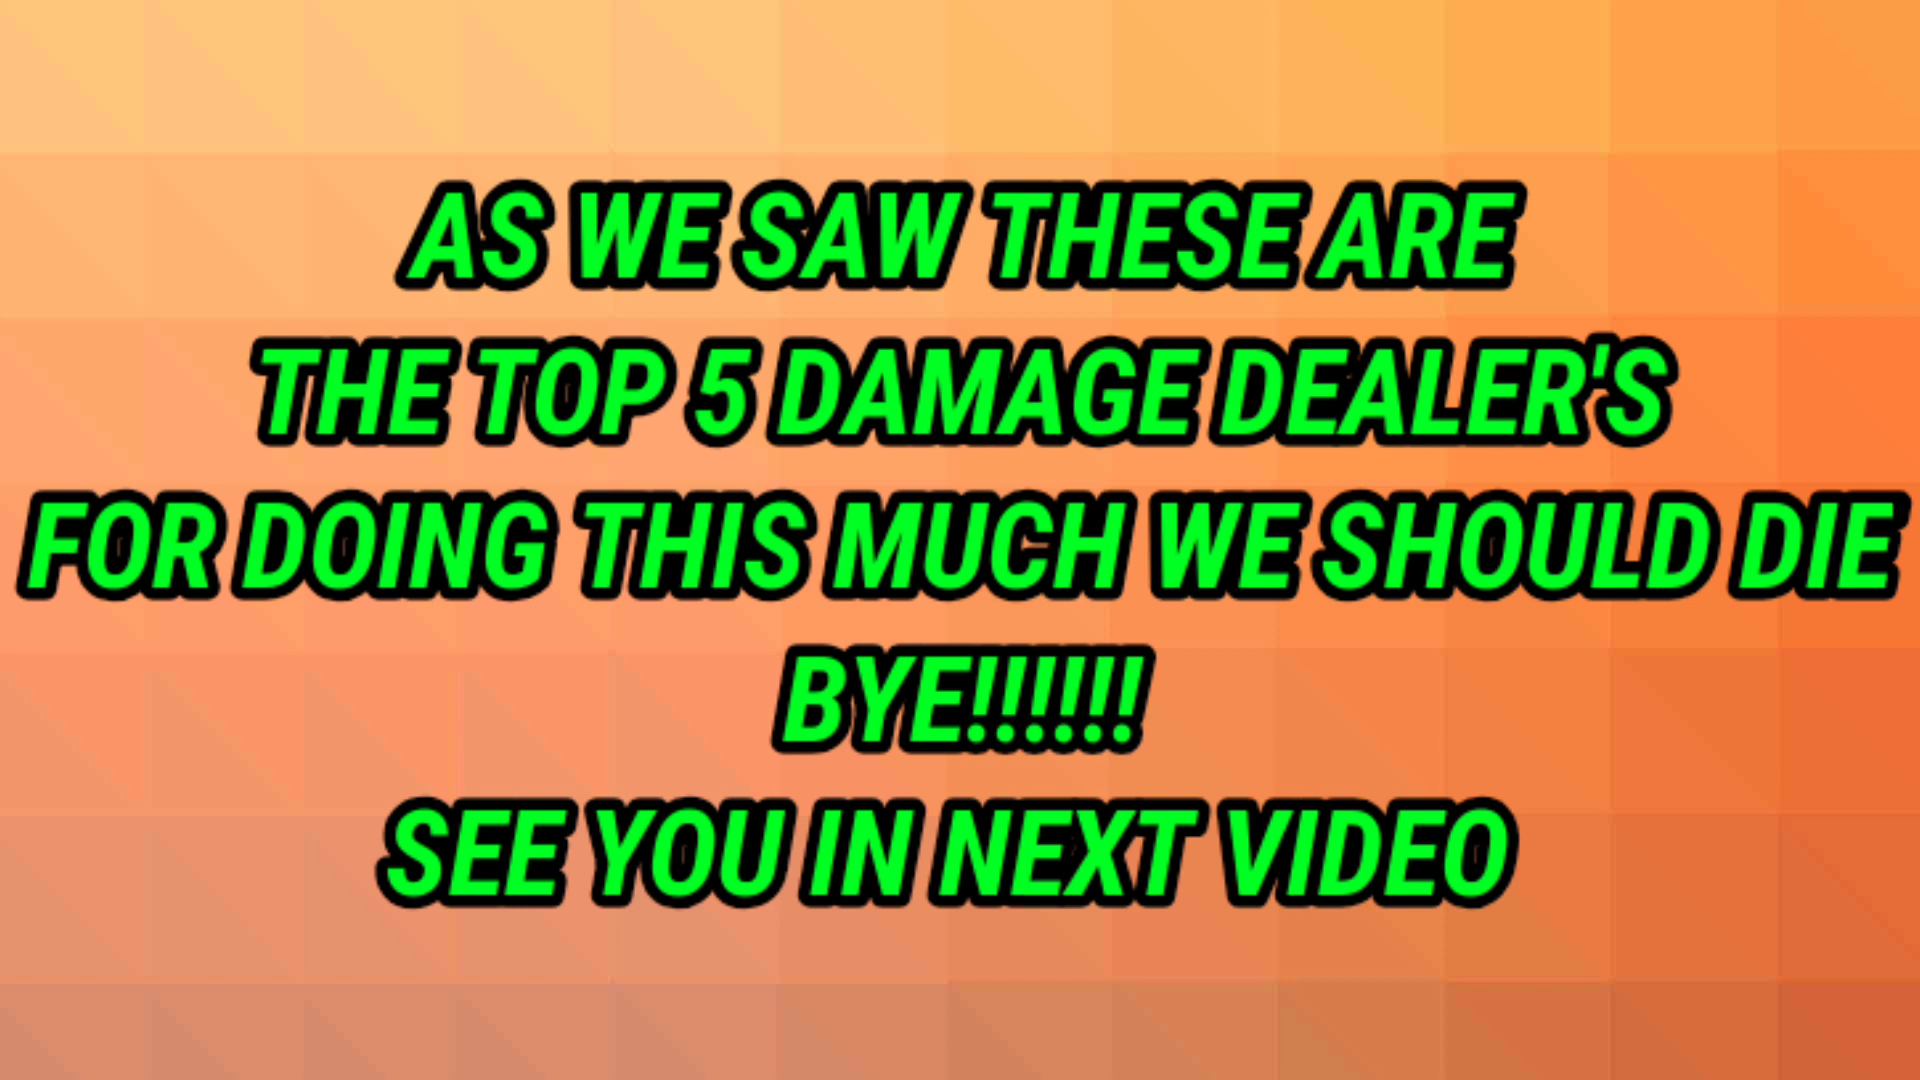 AS WE SAW THESE ARE
THE TOP 5 DAMAGE DEALER'S
FOR DOING THIS MUCH WE SHOULD DIE
BYE!!!!!!
SEE YOU IN NEXT VIDEO